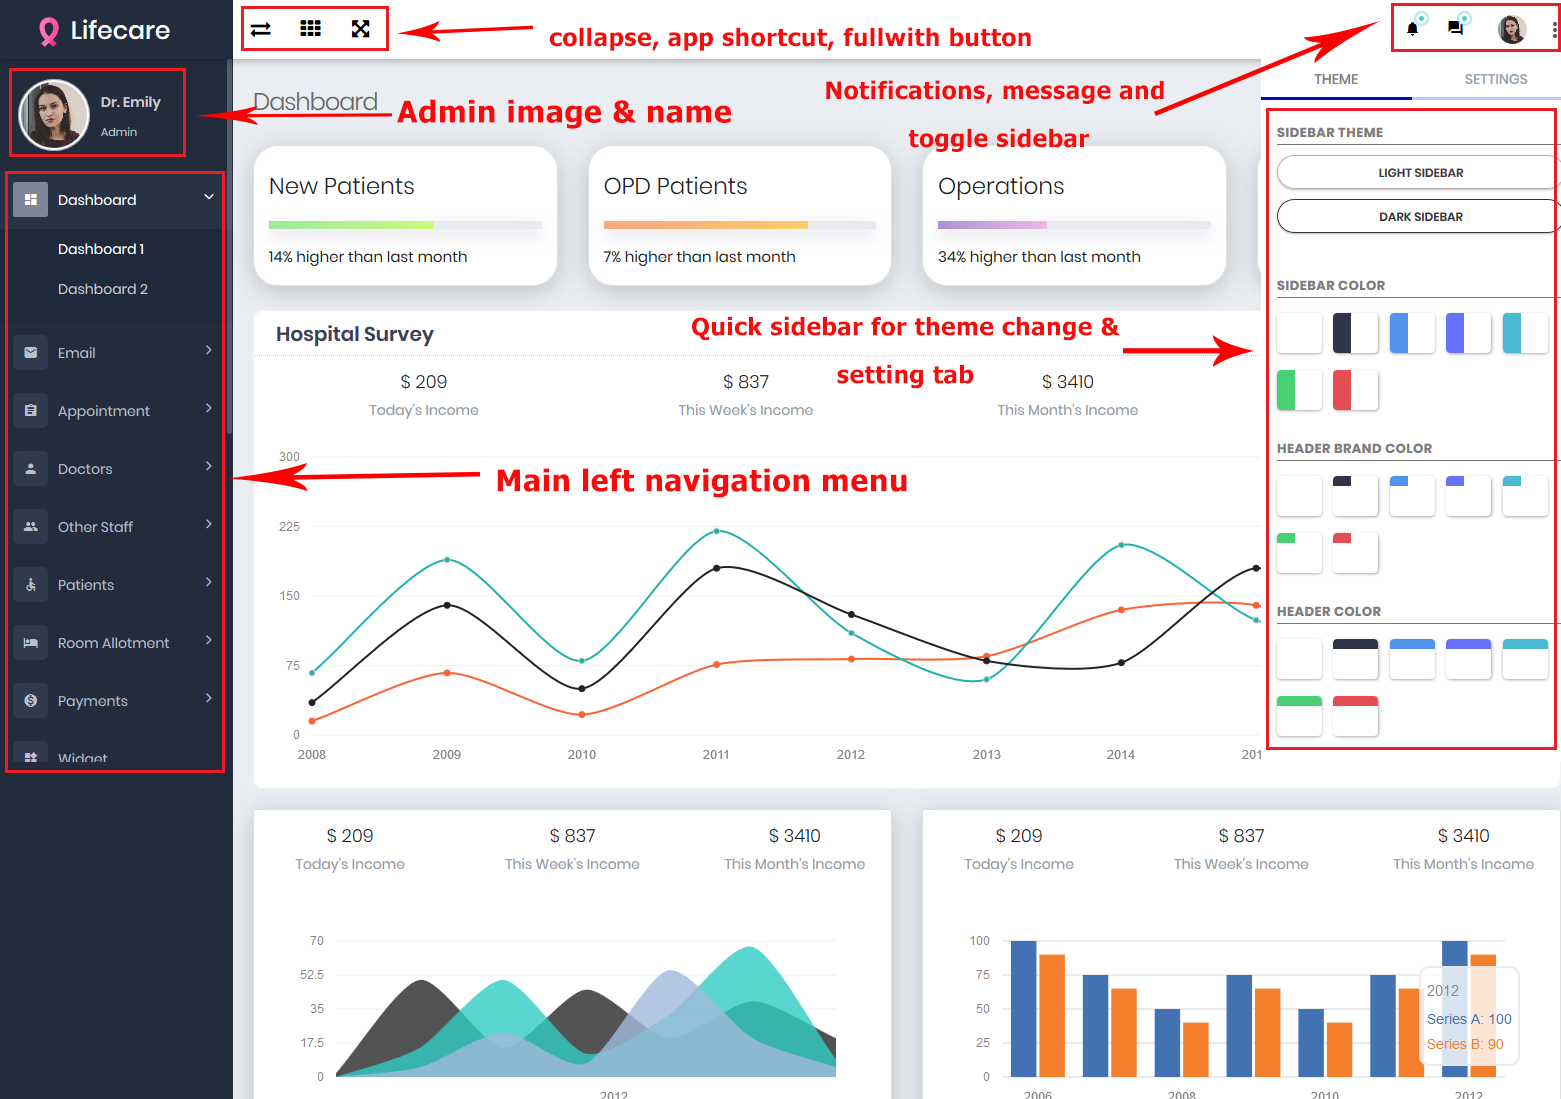 Lifecare
collapse, app shortcut, fullwith button
Dr. Emily
Admin
Dashboard
Admin image & name
Notifications, message and
toggle sidebar
THEME
SETTINGS
Dashboard
Dashboard 1
Dashboard 2
Email
Appointment
Doctors
Other Staff
Patients
Room Allotment
Payments
Widget
New Patients
14% higher than last month
OPD Patients
7% higher than last month
Operations
34% higher than last month
SIDEBAR THEME
LIGHT SIDEBAR
DARK SIDEBAR
SIDEBAR COLOR
HEADER BRAND COLOR
HEADER COLOR
Hospital Survey
Quick sidebar for theme change &
setting tab
$ 209
Today's Income
$ 837
This Week's Income
$ 3410
This Month's Income
Main left navigation menu
300
225
150
75
0
2008 2009 2010 2011 2012 2013 2014 201
$ 209
Today's Income
$ 837
This Week's Income
$ 3410
This Month's Income
70
52.5
35
17.5
0
2012
$ 209
Today's Income
$ 837
This Week's Income
$ 3410
This Month's Income
100
75
50
25
0
2012
Series A: 100
Series B: 90
2006 2008 2010 2012